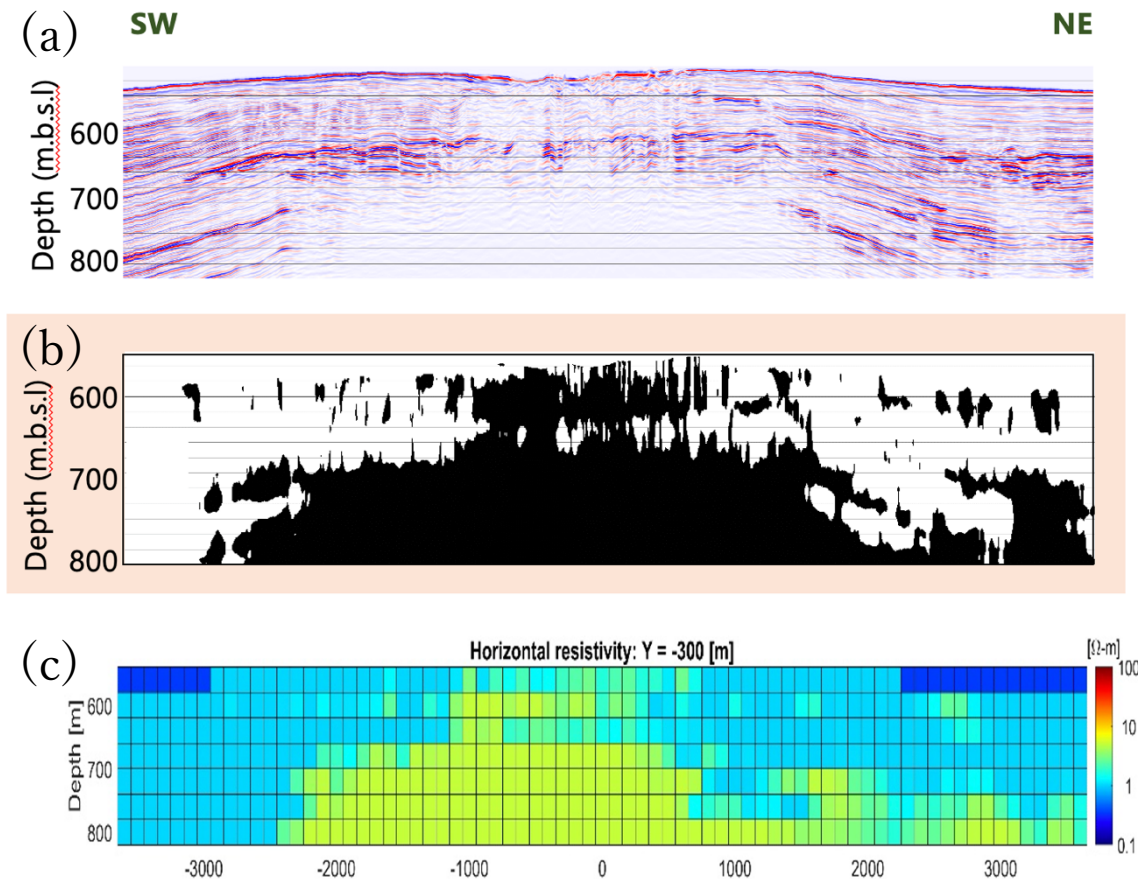 (a)
SW
NE
Depth (m.b.s.l)
600
700
800
(b)
Depth (m.b.s.l)
600
700
800
(c)
Horizontal resistivity: Y = -300 [m]
[Ω-m]
Depth [m]
600
700
800
100
10
1
0.1
-3000
-2000
-1000
0
1000
2000
3000